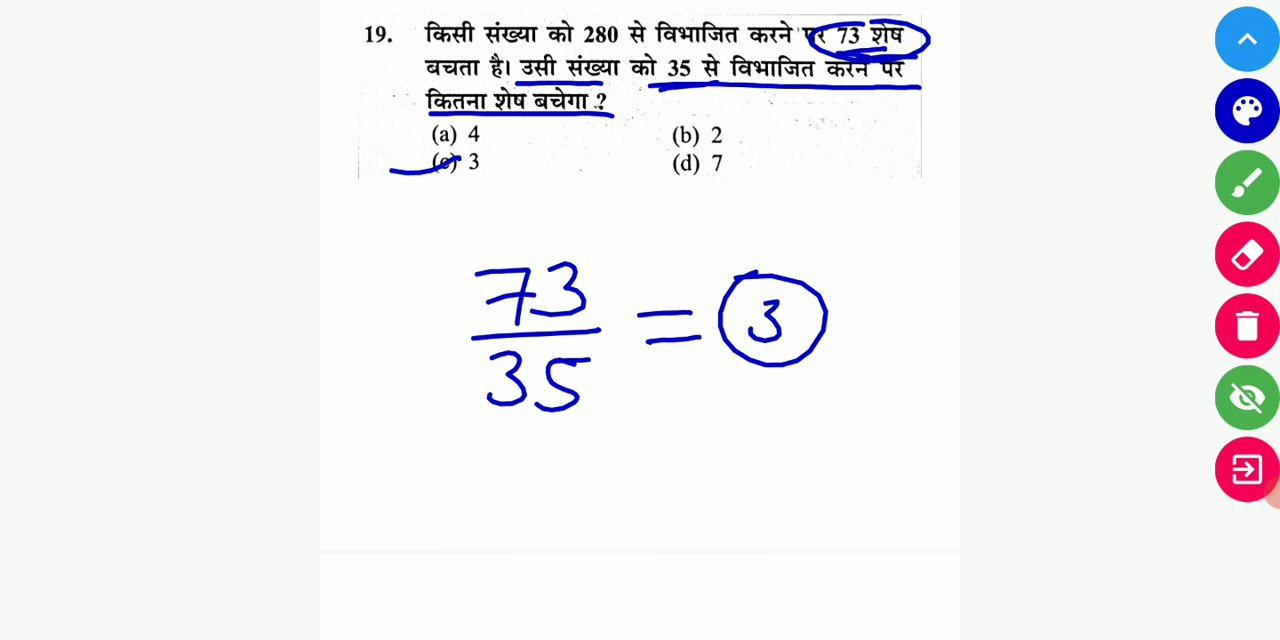 19. किसी संख्या को 280 से विभाजित करने पर 73 शेष
बचता है। उसी संख्या को 35 से विभाजित करने पर
कितना शेष बचेगा ?
(a) 4 (b) 2
(c) 3 (d) 7
73
35
= 3